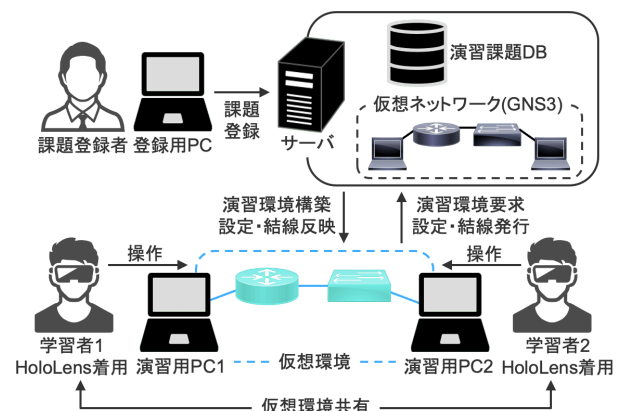 演習課題DB
仮想ネットワーク(GNS3)
課題
登録
課題登録者
登録用PC
サーバ
演習環境構築
設定・結線反映
演習環境要求
設定・結線発行
操作
操作
学習者1
HoloLens着用
演習用PC1
仮想環境
演習用PC2
学習者2
HoloLens着用
仮想環境共有